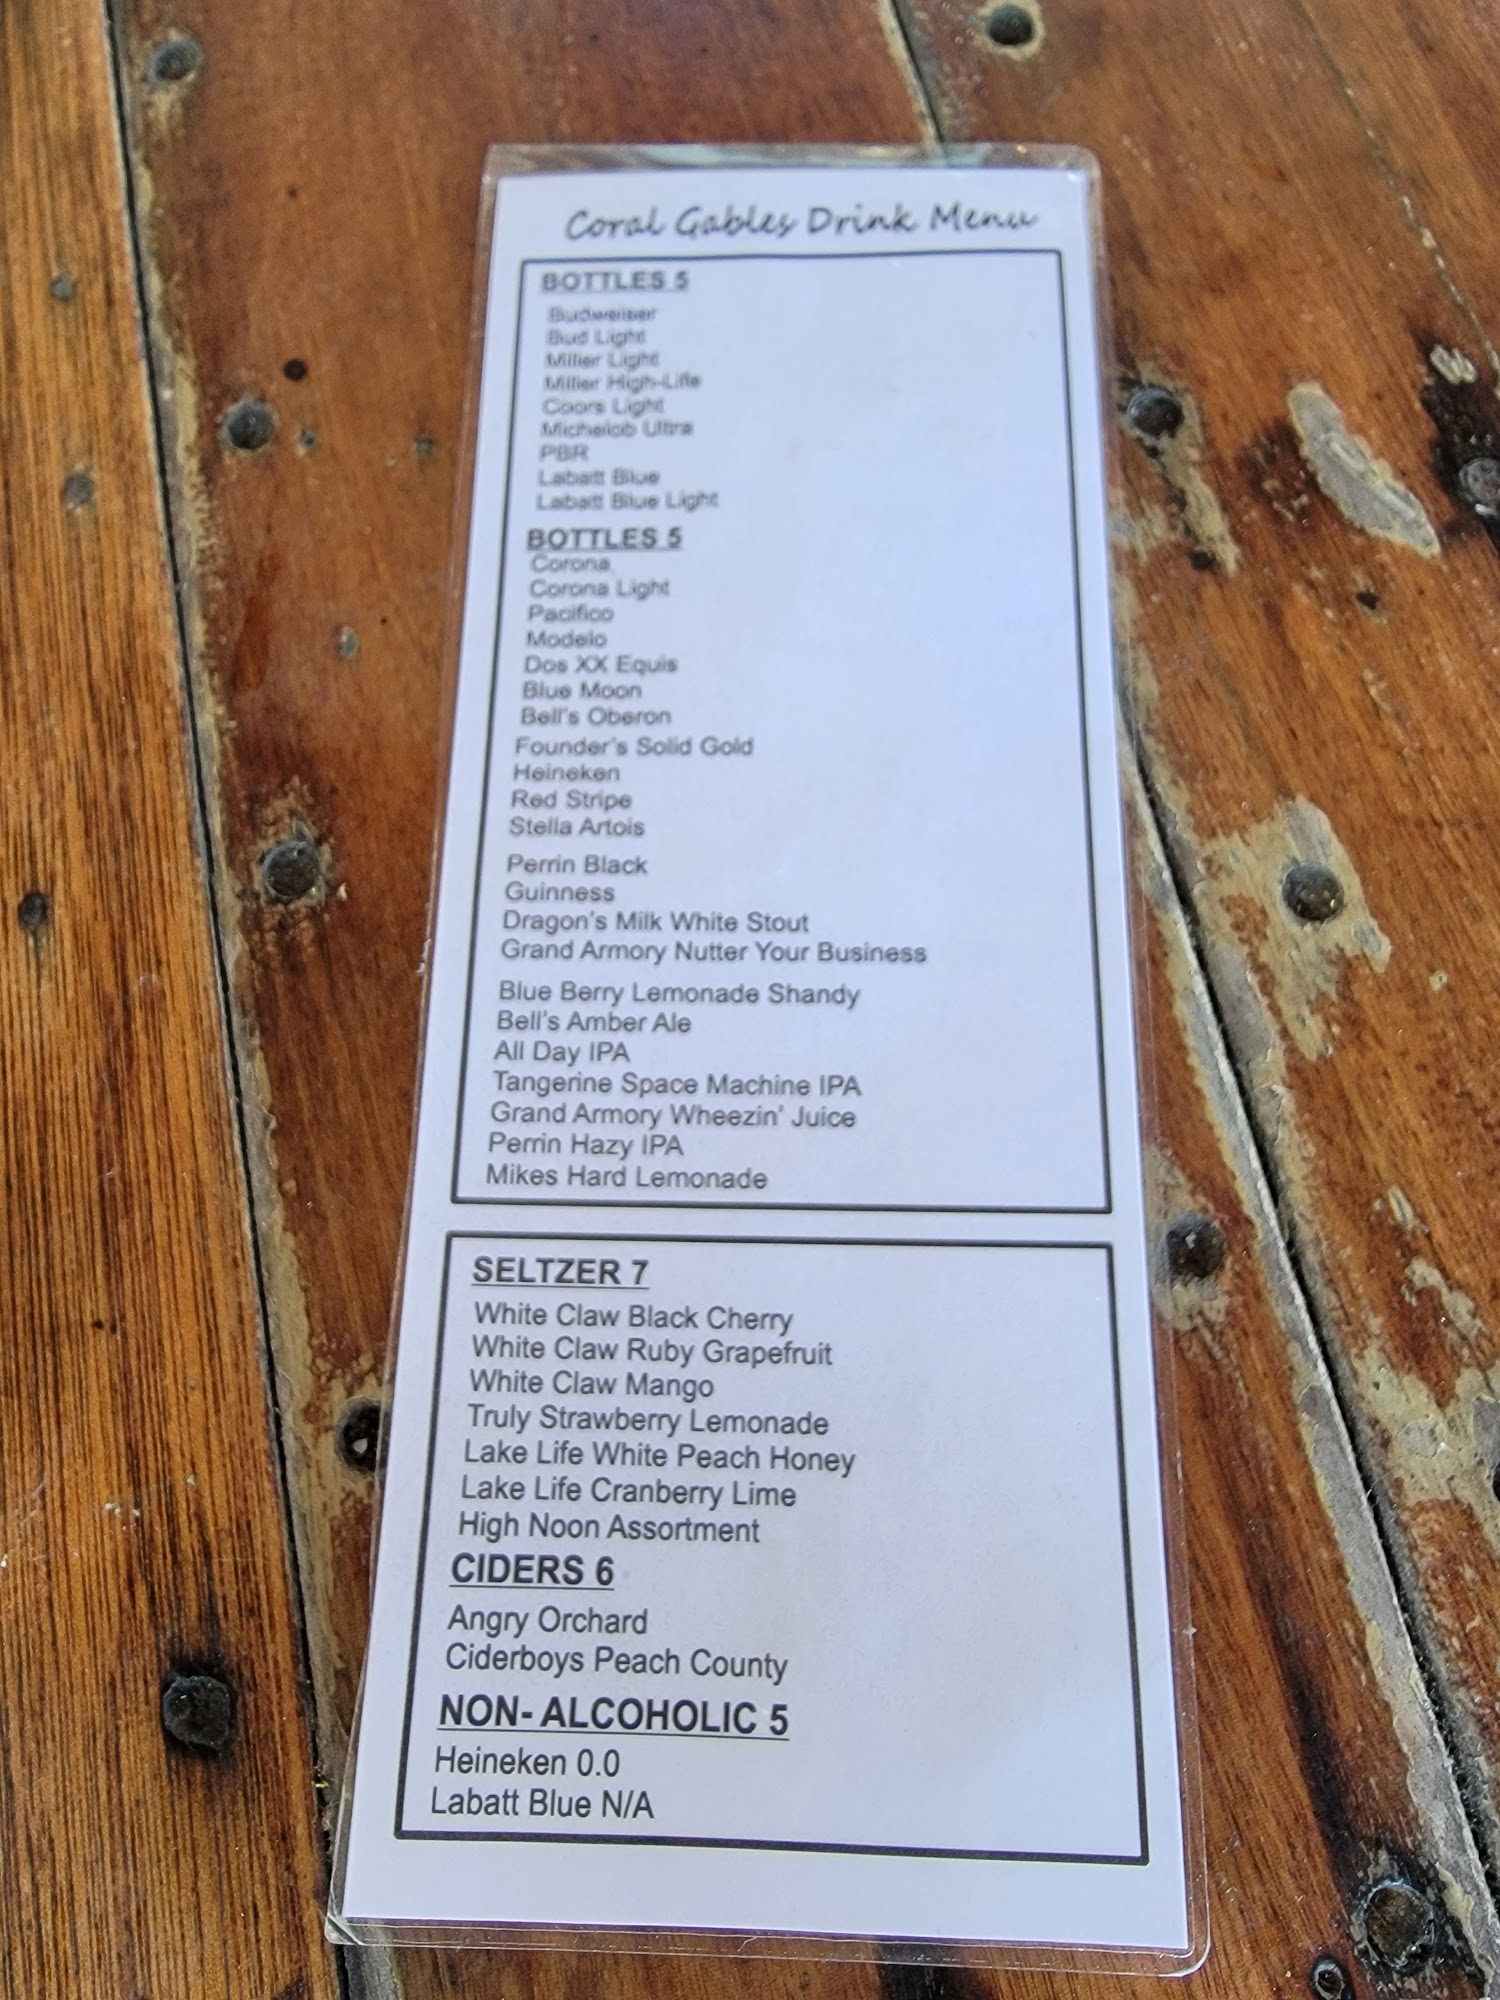 Coral Gables Drink Menu
BOTTLES 5
Budweiser
Bud Light
Miller Light
Miller High-Life
Coors Light
Michelob Ultra
PBR
Labatt Blue
Labatt Blue Light
BOTTLES 5
Corona
Corona Light
Pacifico
Modelo
Dos XX Equis
Blue Moon
Bell's Oberon
Founder's Solid Gold
Heineken
Red Stripe
Stella Artois
Perrin Black
Guinness
Dragon's Milk White Stout
Grand Armory Nutter Your Business
Blue Berry Lemonade Shandy
Bell's Amber Ale
All Day IPA
Tangerine Space Machine IPA
Grand Armory Wheezin' Juice
Perrin Hazy IPA
Mikes Hard Lemonade
SELTZER 7
White Claw Black Cherry
White Claw Ruby Grapefruit
White Claw Mango
Truly Strawberry Lemonade
Lake Life White Peach Honey
Lake Life Cranberry Lime
High Noon Assortment
CIDERS 6
Angry Orchard
Ciderboys Peach County
NON- ALCOHOLIC 5
Heineken 0.0
Labatt Blue N/A